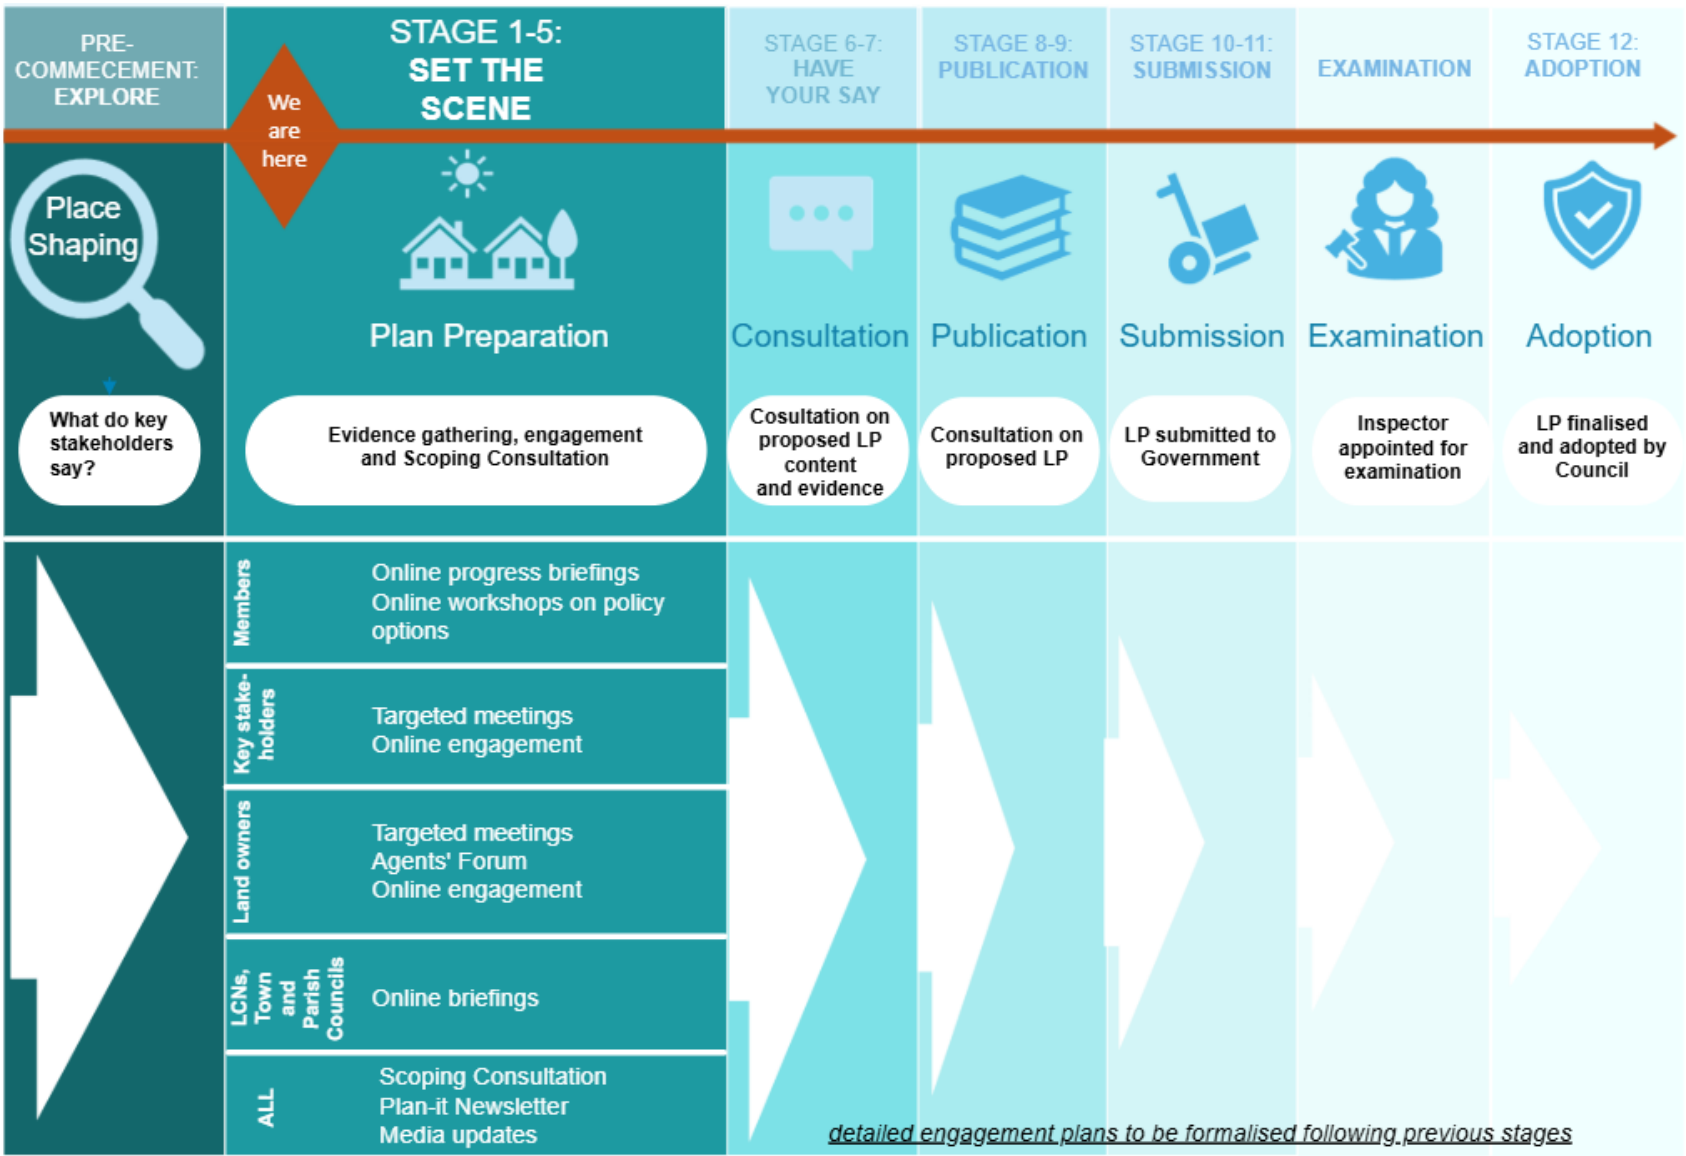 PRE-
COMMECEMENT:
EXPLORE
STAGE 1-5:
SET THE
SCENE
STAGE 6-7:
HAVE
YOUR SAY
STAGE 8-9:
PUBLICATION
STAGE 10-11:
SUBMISSION
EXAMINATION
STAGE 12:
ADOPTION
We
are
here
Place
Shaping
Plan Preparation
Consultation
Publication
Submission
Examination
Adoption
What do key
stakeholders
say?
Evidence gathering, engagement
and Scoping Consultation
Cosultation on
proposed LP
content
and evidence
Consultation on
proposed LP
LP submitted to
Government
Inspector
appointed for
examination
LP finalised
and adopted by
Council
Members
Online progress briefings
Online workshops on policy
options
Key stake-
holders
Targeted meetings
Online engagement
Land owners
Targeted meetings
Agents' Forum
Online engagement
LCNs,
Town
and
Parish
Councils
Online briefings
ALL
Scoping Consultation
Plan-it Newsletter
Media updates
detailed engagement plans to be formalised following previous stages